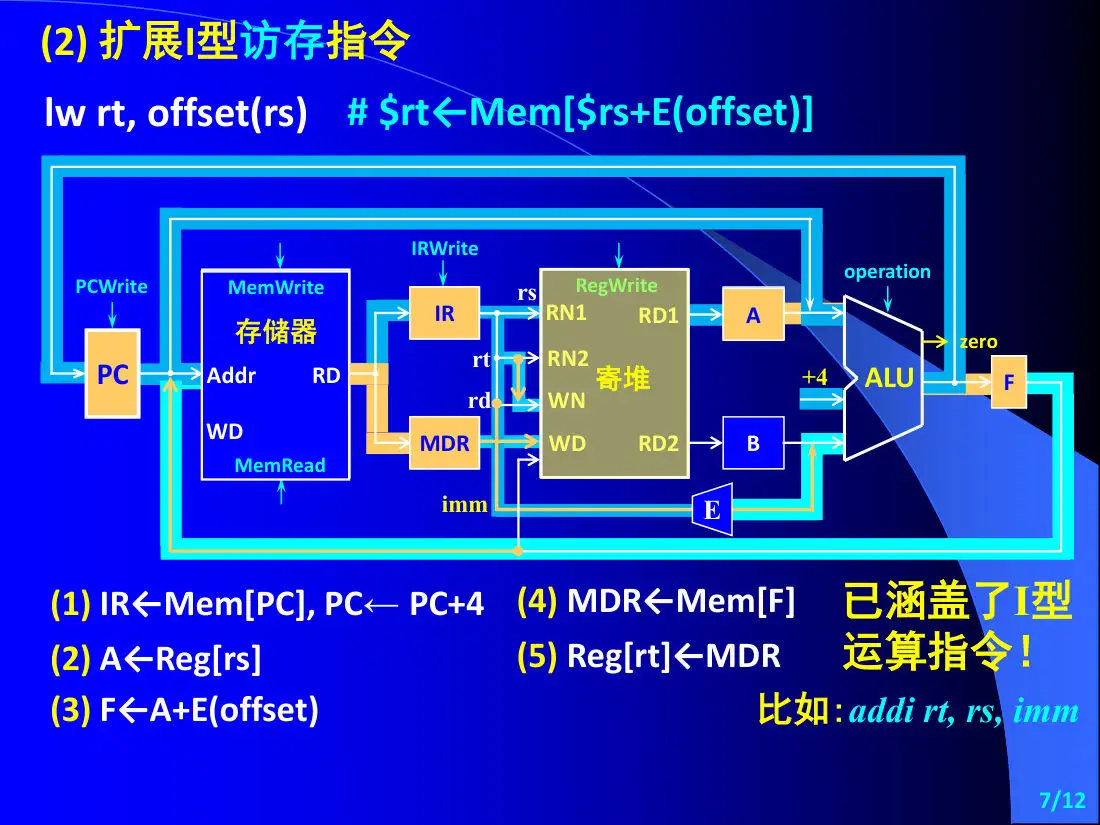 (2) 扩展I型访存指令
lw rt, offset(rs) # $rt←Mem[$rs+E(offset)]
PCWrite
MemWrite
IRWrite
RegWrite
operation
存储器
IR
rs
RN1
RD1
A
zero
PC
Addr
RD
rt
RN2
寄堆
+4
ALU
F
rd
WN
WD
MDR
WD
RD2
B
MemRead
imm
E
(1) IR←Mem[PC], PC← PC+4
(2) A←Reg[rs]
(3) F←A+E(offset)
(4) MDR←Mem[F]
(5) Reg[rt]←MDR
已涵盖了I型
运算指令！
比如：addi rt, rs, imm
7/12